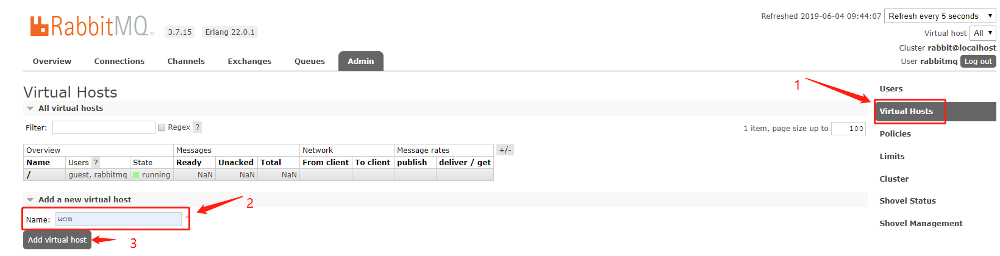 Refreshed 2019-06-04 09:44:07 Refresh every 5 seconds
RabbitMQ TM 3.7.15 Erlang 22.0.1
Virtual host All
Cluster rabbit@localhost
User rabbitmq Log out
Overview Connections Channels Exchanges Queues Admin
Virtual Hosts
All virtual hosts
Filter: Regex ? 1 item, page size up to 100
Overview Messages Network Message rates +/-
Name Users ? State Ready Unacked Total From client To client publish deliver / get
/ guest, rabbitmq running NaN NaN NaN
Add a new virtual host
Name: wom *
Add virtual host
1
2
3
Users
Virtual Hosts
Policies
Limits
Cluster
Shovel Status
Shovel Management